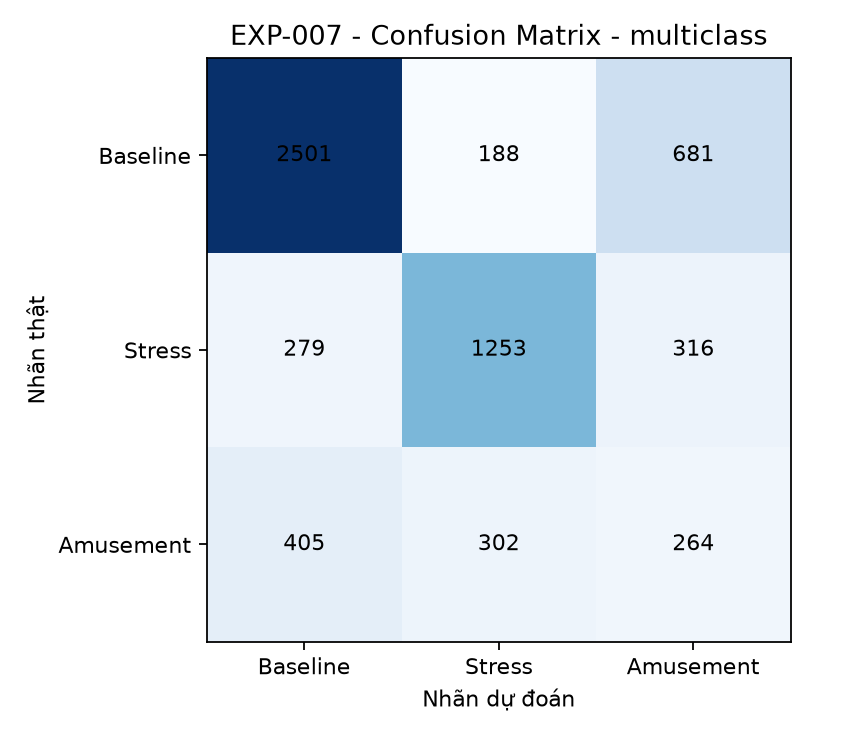 EXP-007 - Confusion Matrix - multiclass
Baseline 2501 188 681
Stress 279 1253 316
Amusement 405 302 264
Baseline Stress Amusement
Nhãn dự đoán
Nhãn thật